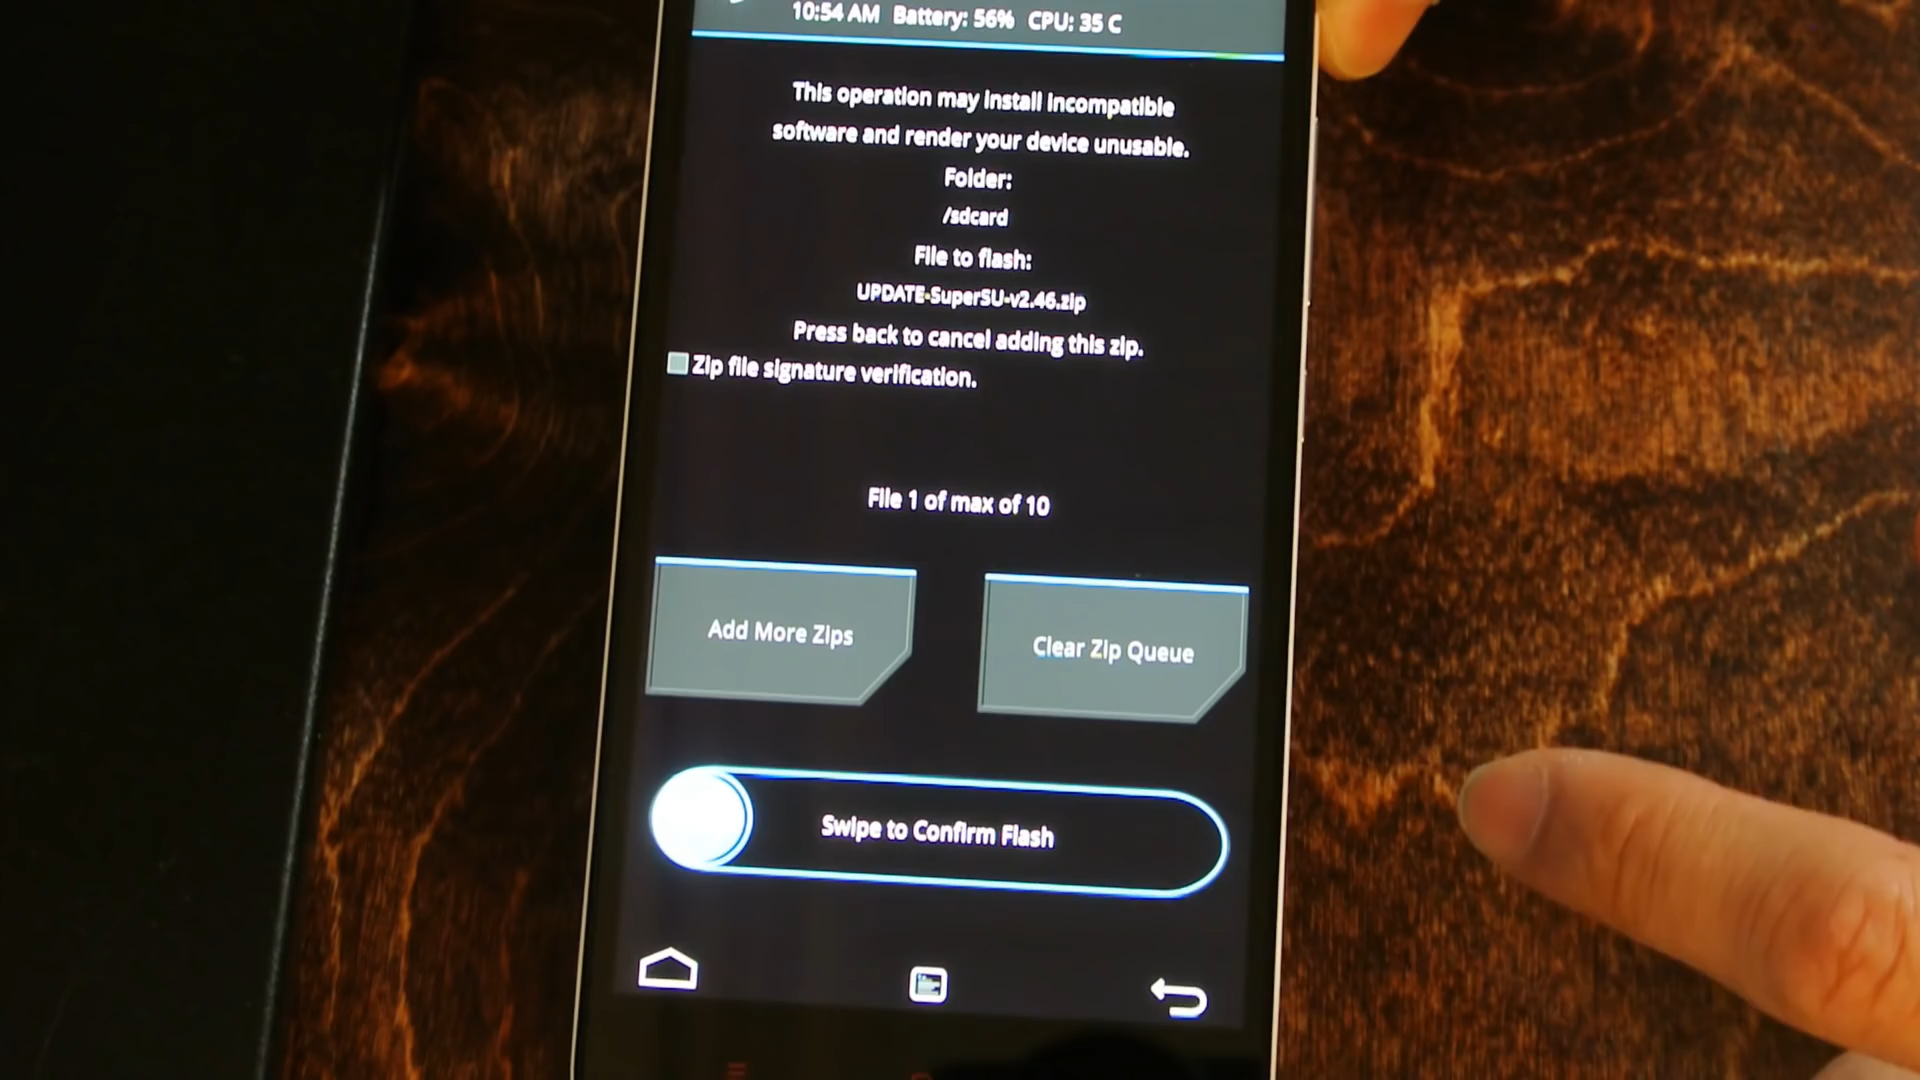 10:54 AM Battery: 56% CPU: 35 C
This operation may install incompatible
software and render your device unusable.
Folder:
/sdcard
File to flash:
UPDATE-SuperSU-v2.46.zip
Press back to cancel adding this zip.
Zip file signature verification.
File 1 of max of 10
Add More Zips
Clear Zip Queue
Swipe to Confirm Flash